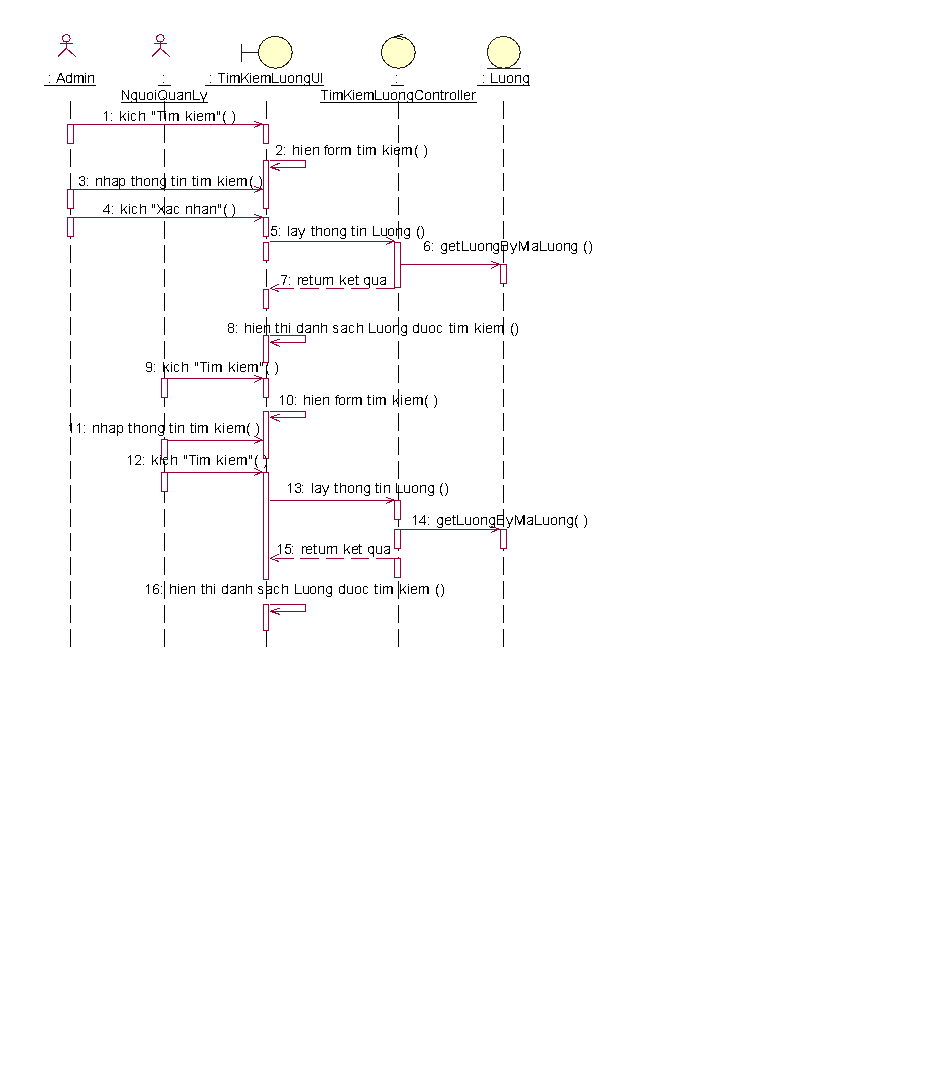 : Admin
:
NguoiQuanLy
: TimKiemLuongUI
:
TimKiemLuongController
: Luong
1: kich "Tim kiem"( )
2: hien form tim kiem( )
3: nhap thong tin tim kiem( )
4: kich "Xac nhan"( )
5: lay thong tin Luong ()
6: getLuongByMaLuong ()
7: return ket qua
8: hien thi danh sach Luong duoc tim kiem ()
9: kich "Tim kiem"( )
10: hien form tim kiem( )
11: nhap thong tin tim kiem( )
12: kich "Tim kiem"( )
13: lay thong tin Luong ()
14: getLuongByMaLuong( )
15: return ket qua
16: hien thi danh sach Luong duoc tim kiem ()